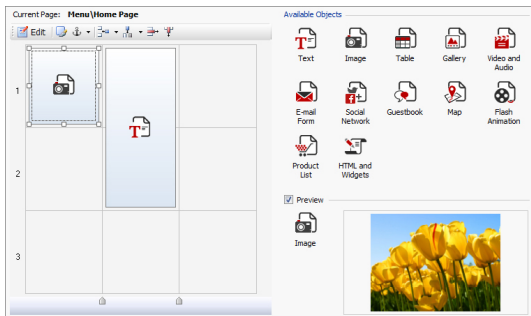 Current Page: Menu\Home Page
Edit
1
2
3
T
Available Objects
Text
Image
Table
Gallery
Video and
Audio
E-mail
Form
Social
Network
Guestbook
Map
Flash
Animation
Product
List
HTML and
Widgets
Preview
Image